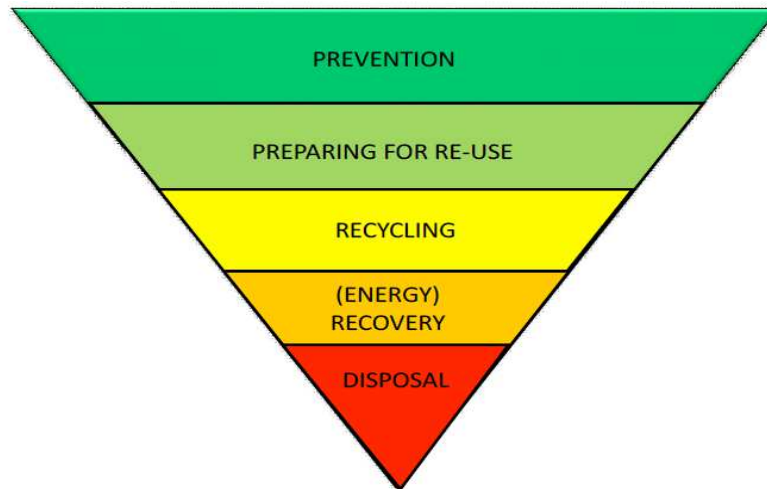 PREVENTION
PREPARING FOR RE-USE
RECYCLING
(ENERGY)
RECOVERY
DISPOSAL